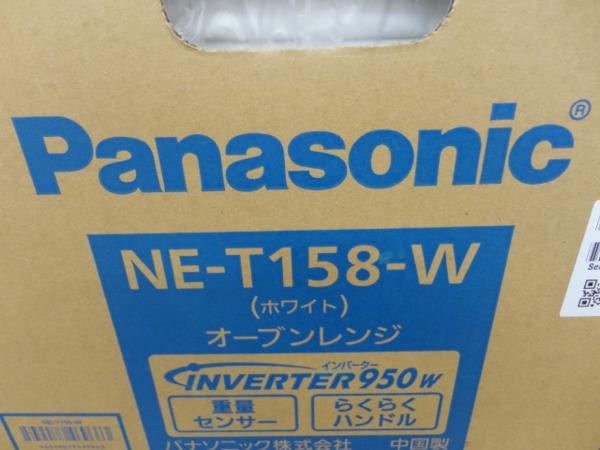 Panasonic®
NE-T158-W
(ホワイト)
オーブンレンジ
インバーター
INVERTER 950W
重量
センサー
らくらく
ハンドル
パナソニック株式会社 中国製
NE-T158-W